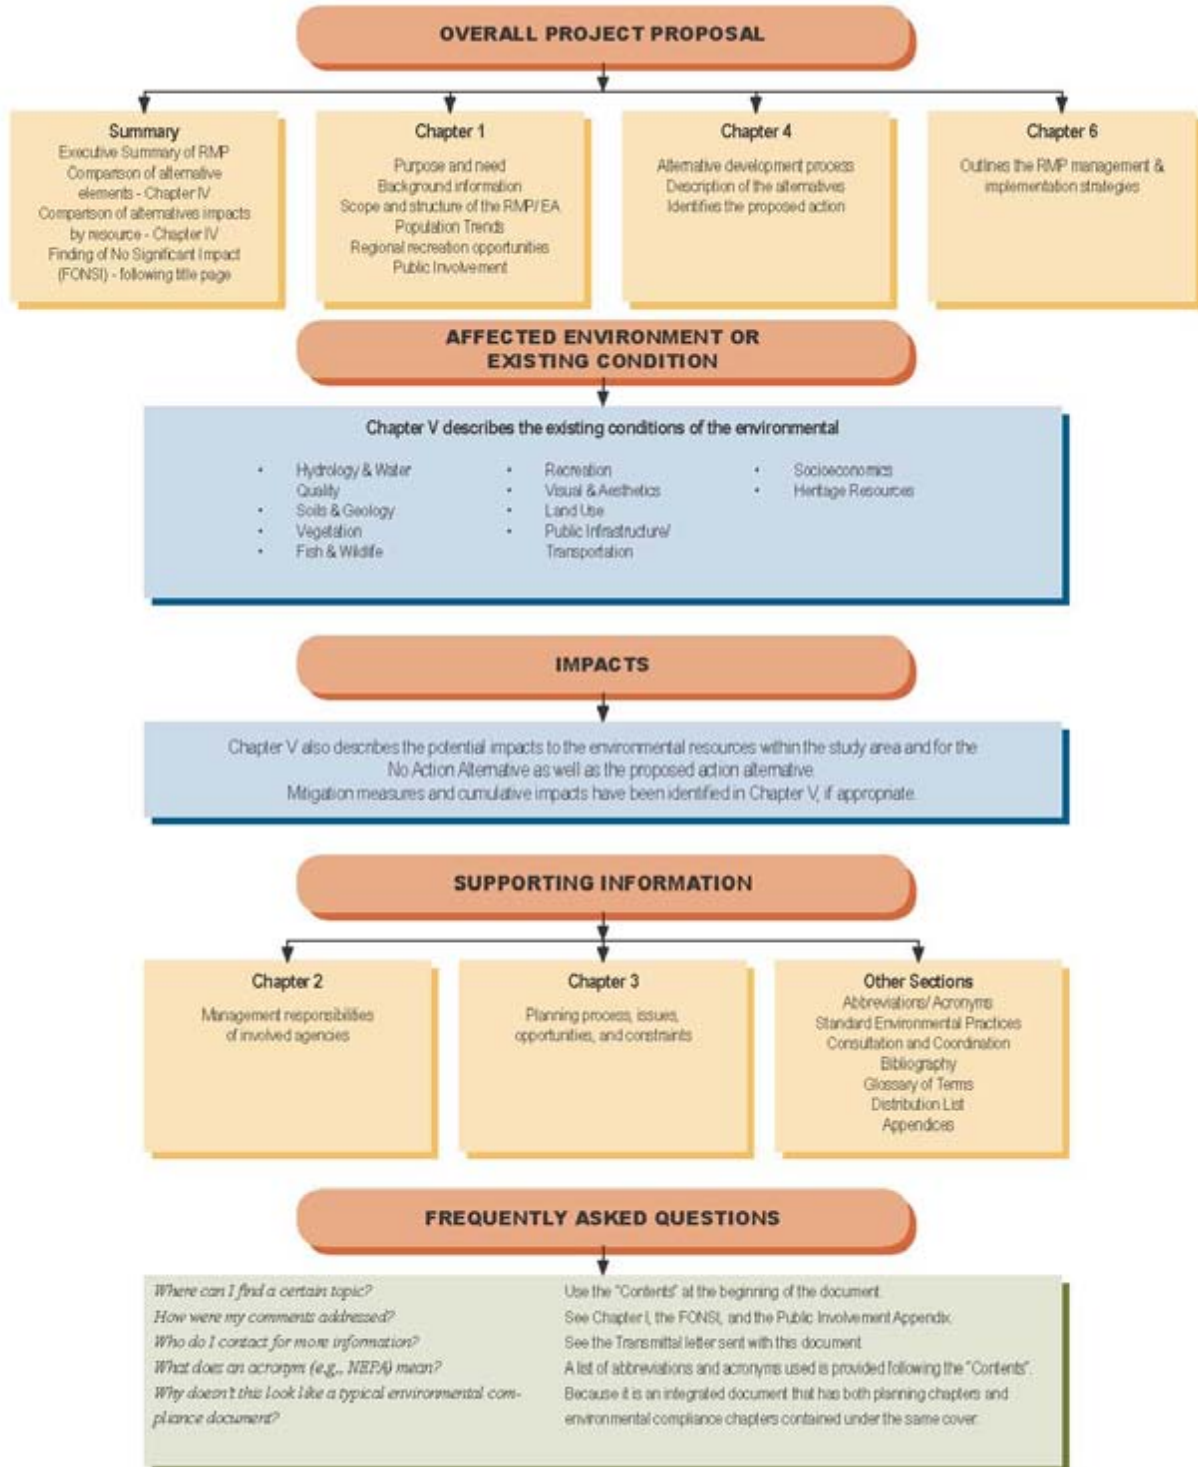 OVERALL PROJECT PROPOSAL
Summary
Executive Summary of RMP
Comparison of alternative
elements - Chapter IV
Comparison of alternatives impacts
by resource - Chapter IV
Finding of No Significant Impact
(FONSI) - following title page
Chapter 1
Purpose and need
Background information
Scope and structure of the RMP/ EA
Population Trends
Regional recreation opportunities
Public Involvement
Chapter 4
Alternative development process
Description of the alternatives
Identifies the proposed action
Chapter 6
Outlines the RMP management &
implementation strategies
AFFECTED ENVIRONMENT OR
EXISTING CONDITION
Chapter V describes the existing conditions of the environmental
• Hydrology & Water
Quality
• Soils & Geology
• Vegetation
• Fish & Wildlife
• Recreation
• Visual & Aesthetics
• Land Use
• Public Infrastructure/
Transportation
• Socioeconomics
• Heritage Resources
IMPACTS
Chapter V also describes the potential impacts to the environmental resources within the study area and for the
No Action Alternative as well as the proposed action alternative.
Mitigation measures and cumulative impacts have been identified in Chapter V, if appropriate.
SUPPORTING INFORMATION
Chapter 2
Management responsibilities
of involved agencies
Chapter 3
Planning process, issues,
opportunities, and constraints
Other Sections
Abbreviations/ Acronyms
Standard Environmental Practices
Consultation and Coordination
Bibliography
Glossary of Terms
Distribution List
Appendices
FREQUENTLY ASKED QUESTIONS
Where can I find a certain topic?
Use the "Contents" at the beginning of the document.
How were my comments addressed?
See Chapter I, the FONSI, and the Public Involvement Appendix.
Who do I contact for more information?
See the Transmittal letter sent with this document
What does an acronym (e.g., NEPA) mean?
A list of abbreviations and acronyms used is provided following the "Contents".
Why doesn't this look like a typical environmental com-
pliance document?
Because it is an integrated document that has both planning chapters and
environmental compliance chapters contained under the same cover.